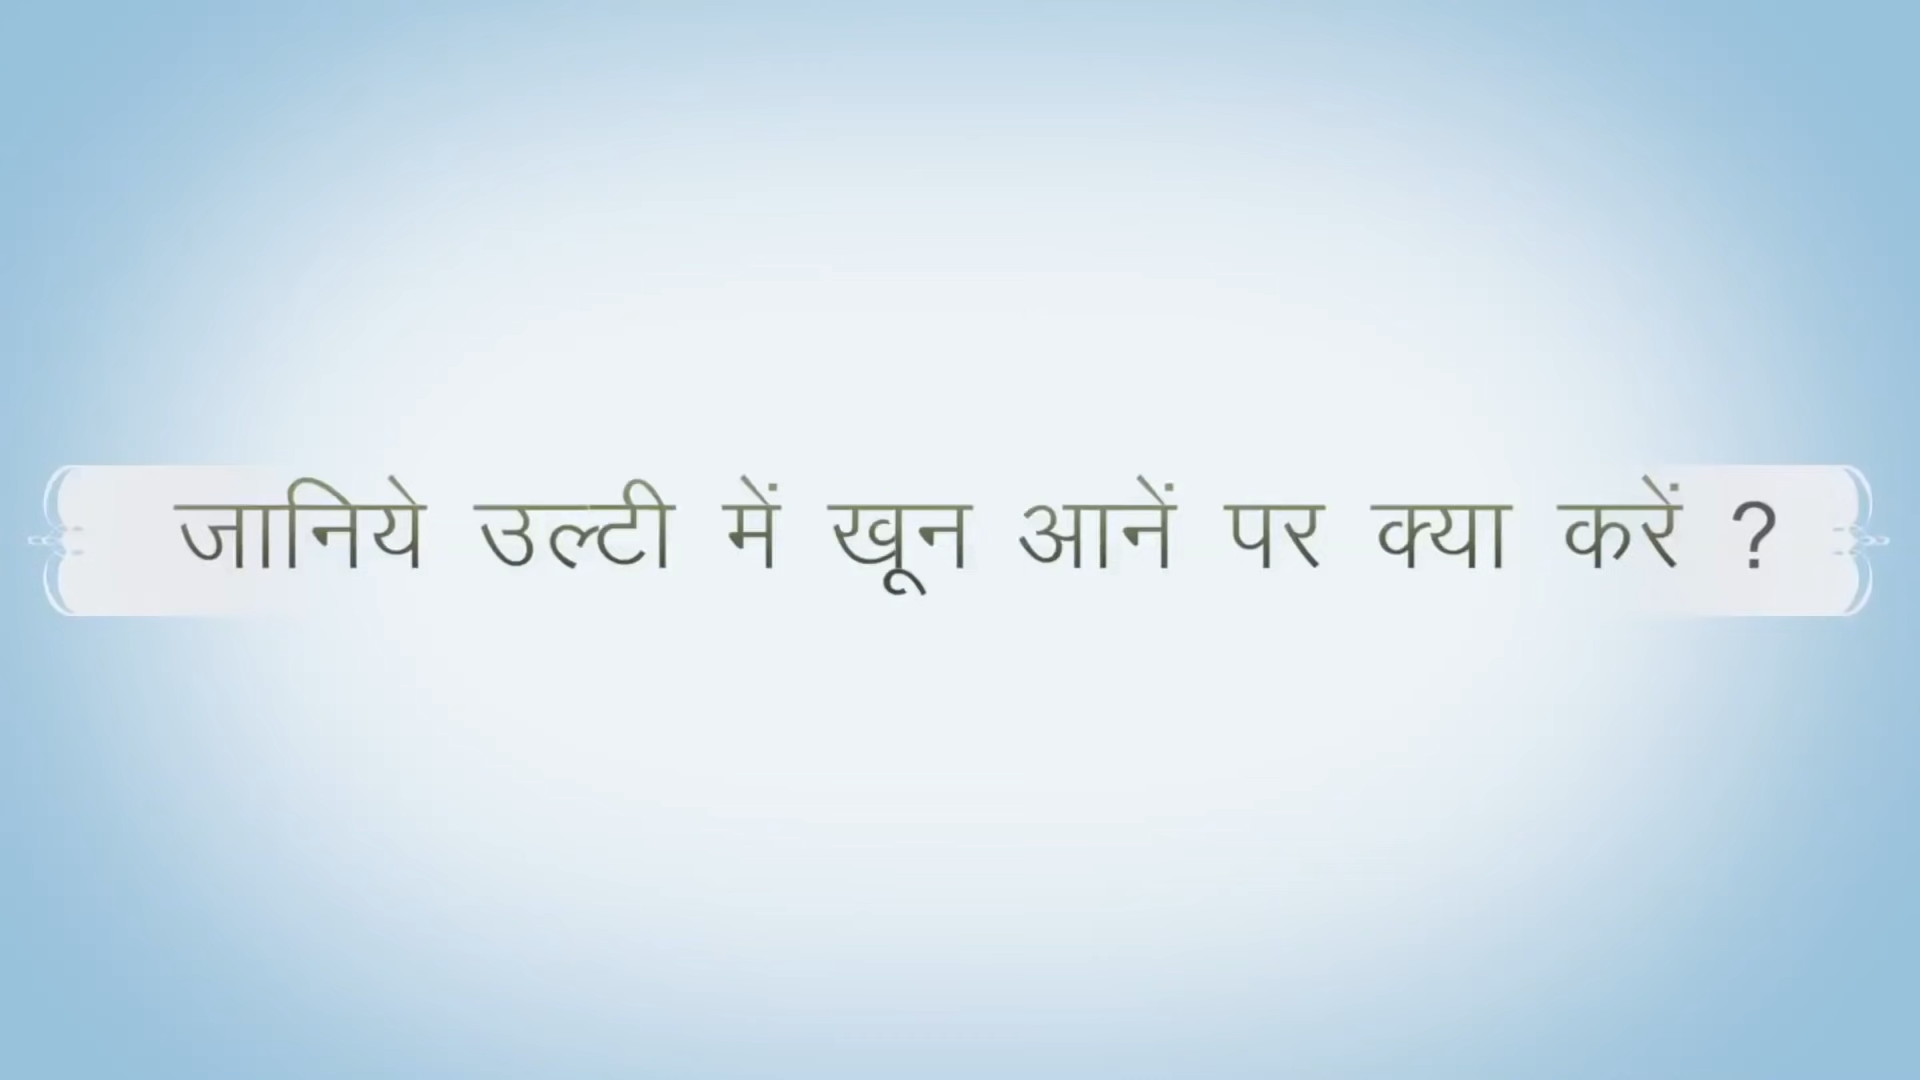 जानिये उल्टी में खून आनें पर क्या करें ?